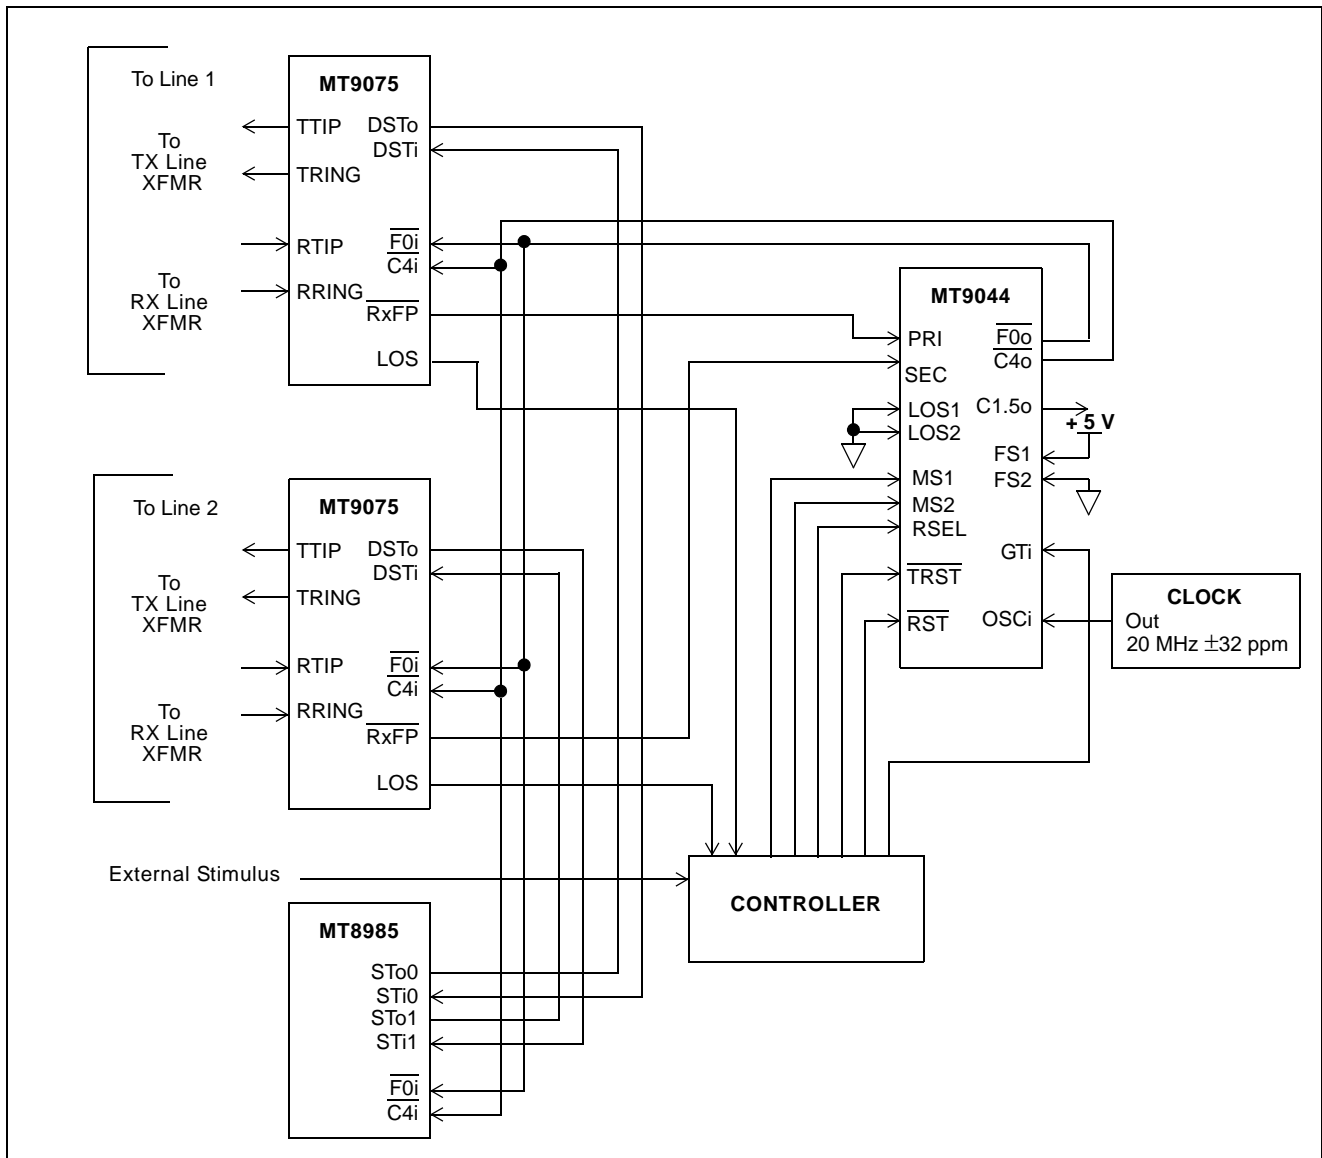 To Line 1
To
TX Line
XFMR
To
RX Line
XFMR
MT9075
TTIP
TRING
RTIP
RRING
DSTo
DSTi
F0i
C4i
RxFP
LOS
To Line 2
To
TX Line
XFMR
To
RX Line
XFMR
MT9075
TTIP
TRING
RTIP
RRING
DSTo
DSTi
F0i
C4i
RxFP
LOS
External Stimulus
MT8985
STo0
STi0
STo1
STi1
F0i
C4i
CONTROLLER
MT9044
PRI
SEC
LOS1
LOS2
MS1
MS2
RSEL
TRST
RST
F0o
C4o
C1.5o
FS1
FS2
GTi
OSCi
+ 5 V
CLOCK
Out
20 MHz ±32 ppm